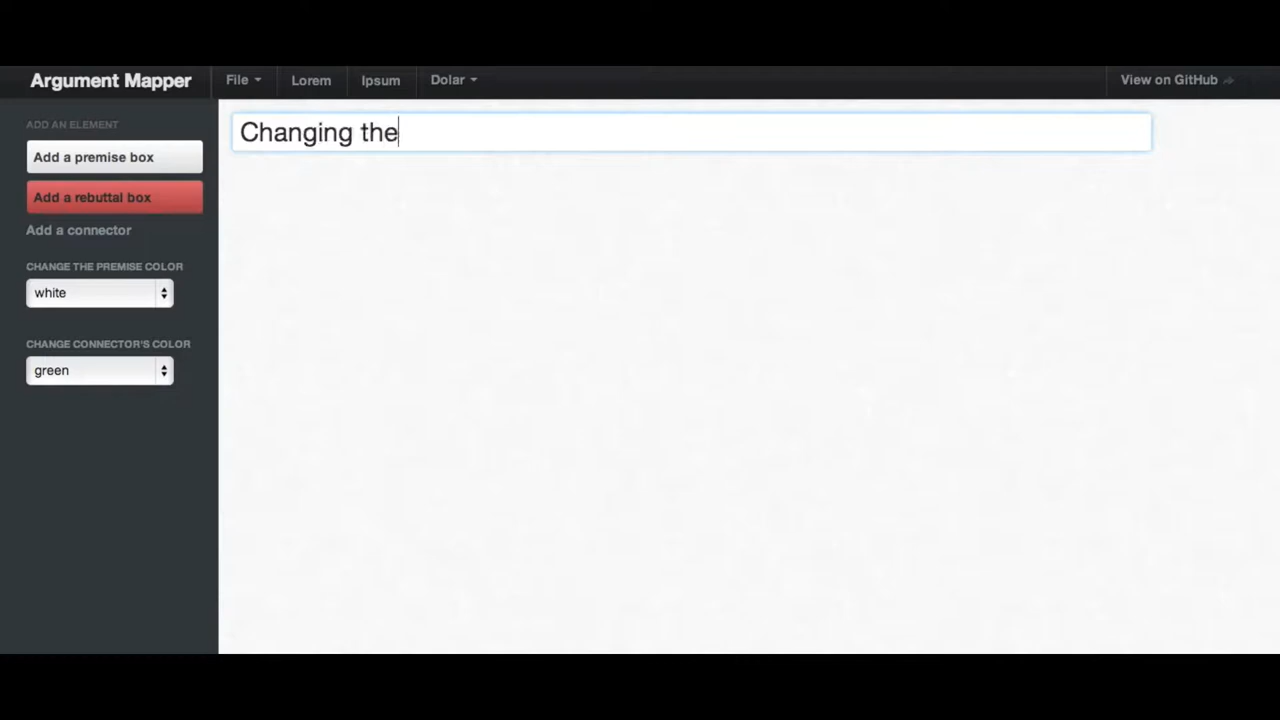 Argument Mapper File Lorem Ipsum Dolar View on GitHub
Changing the
ADD AN ELEMENT
Add a premise box
Add a rebuttal box
Add a connector
CHANGE THE PREMISE COLOR
white
CHANGE CONNECTOR'S COLOR
green